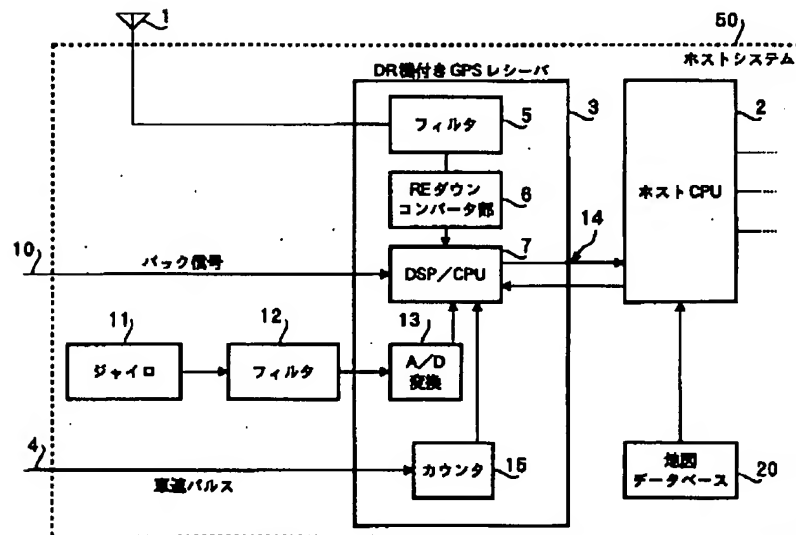 1
50
ホストシステム
DR機付きGPSレシーバ
5
3
2
フィルタ
6
REダウン
コンバータ部
ホストCPU
7
14
10
バック信号
DSP/CPU
11
12
13
ジャイロ
フィルタ
A/D
変換
4
車速パルス
カウンタ
15
地図
データベース
20